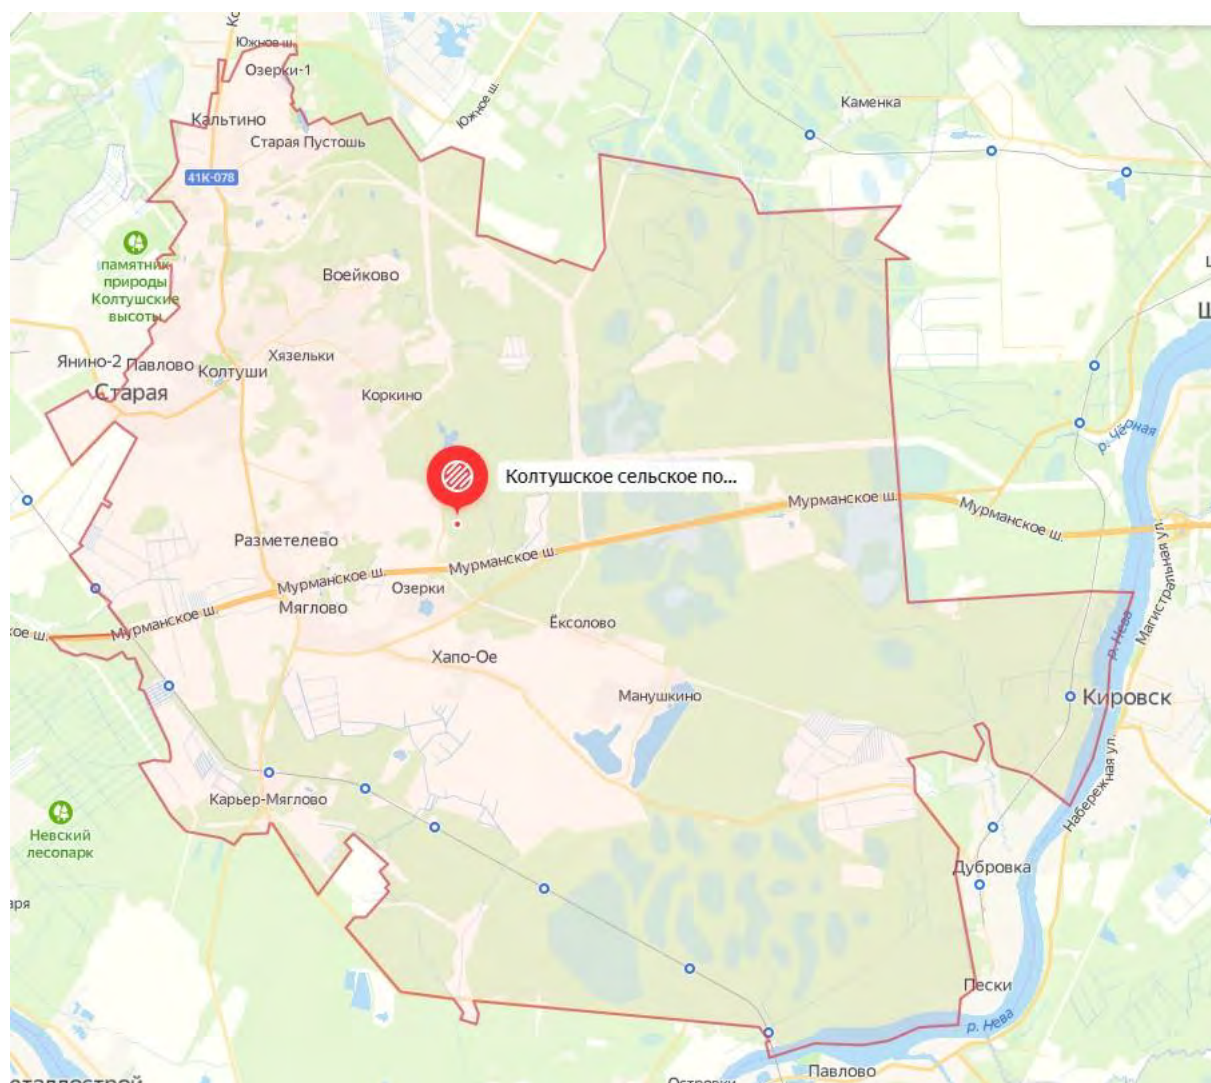 Южное ш.
Озерки-1
Южное ш.
Каменка
Кальтино
Старая Пустошь
41К-078
памятник
природы
Колтушские
высоты
Воейково
Янино-2
Павлово
Колтуши
Хязельки
Старая
Коркино
р. Чёрная
Колтушское сельское по...
Мурманское ш.
Мурманское ш.
Разметелево
Мурманское ш.
Мурманское ш.
Озерки
Мяглово
Мурманское ш.
Магистральная ул.
Ёксолово
р. Нева
Хапо-Ое
Манушкино
Кировск
Набережная ул.
Карьер-Мяглово
Невский
лесопарк
Дубровка
Пески
р. Нева
Павлово